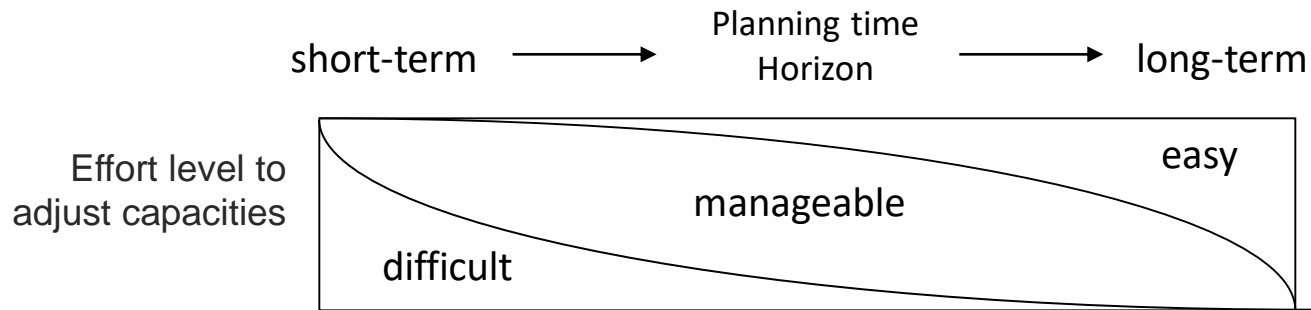 Planning time
Horizon
short-term
long-term
Effort level to
adjust capacities
easy
manageable
difficult